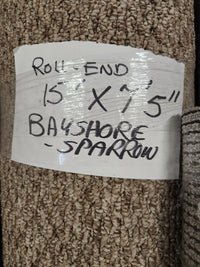 ROLL-END
15' X 7'5"
BAYSHORE
-SPARROW